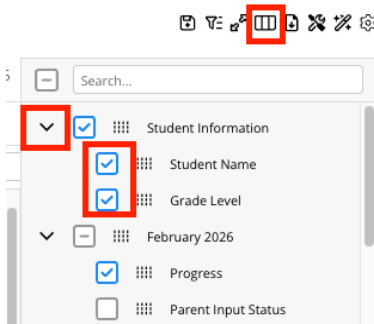 Search...
Student Information
Student Name
Grade Level
February 2026
Progress
Parent Input Status